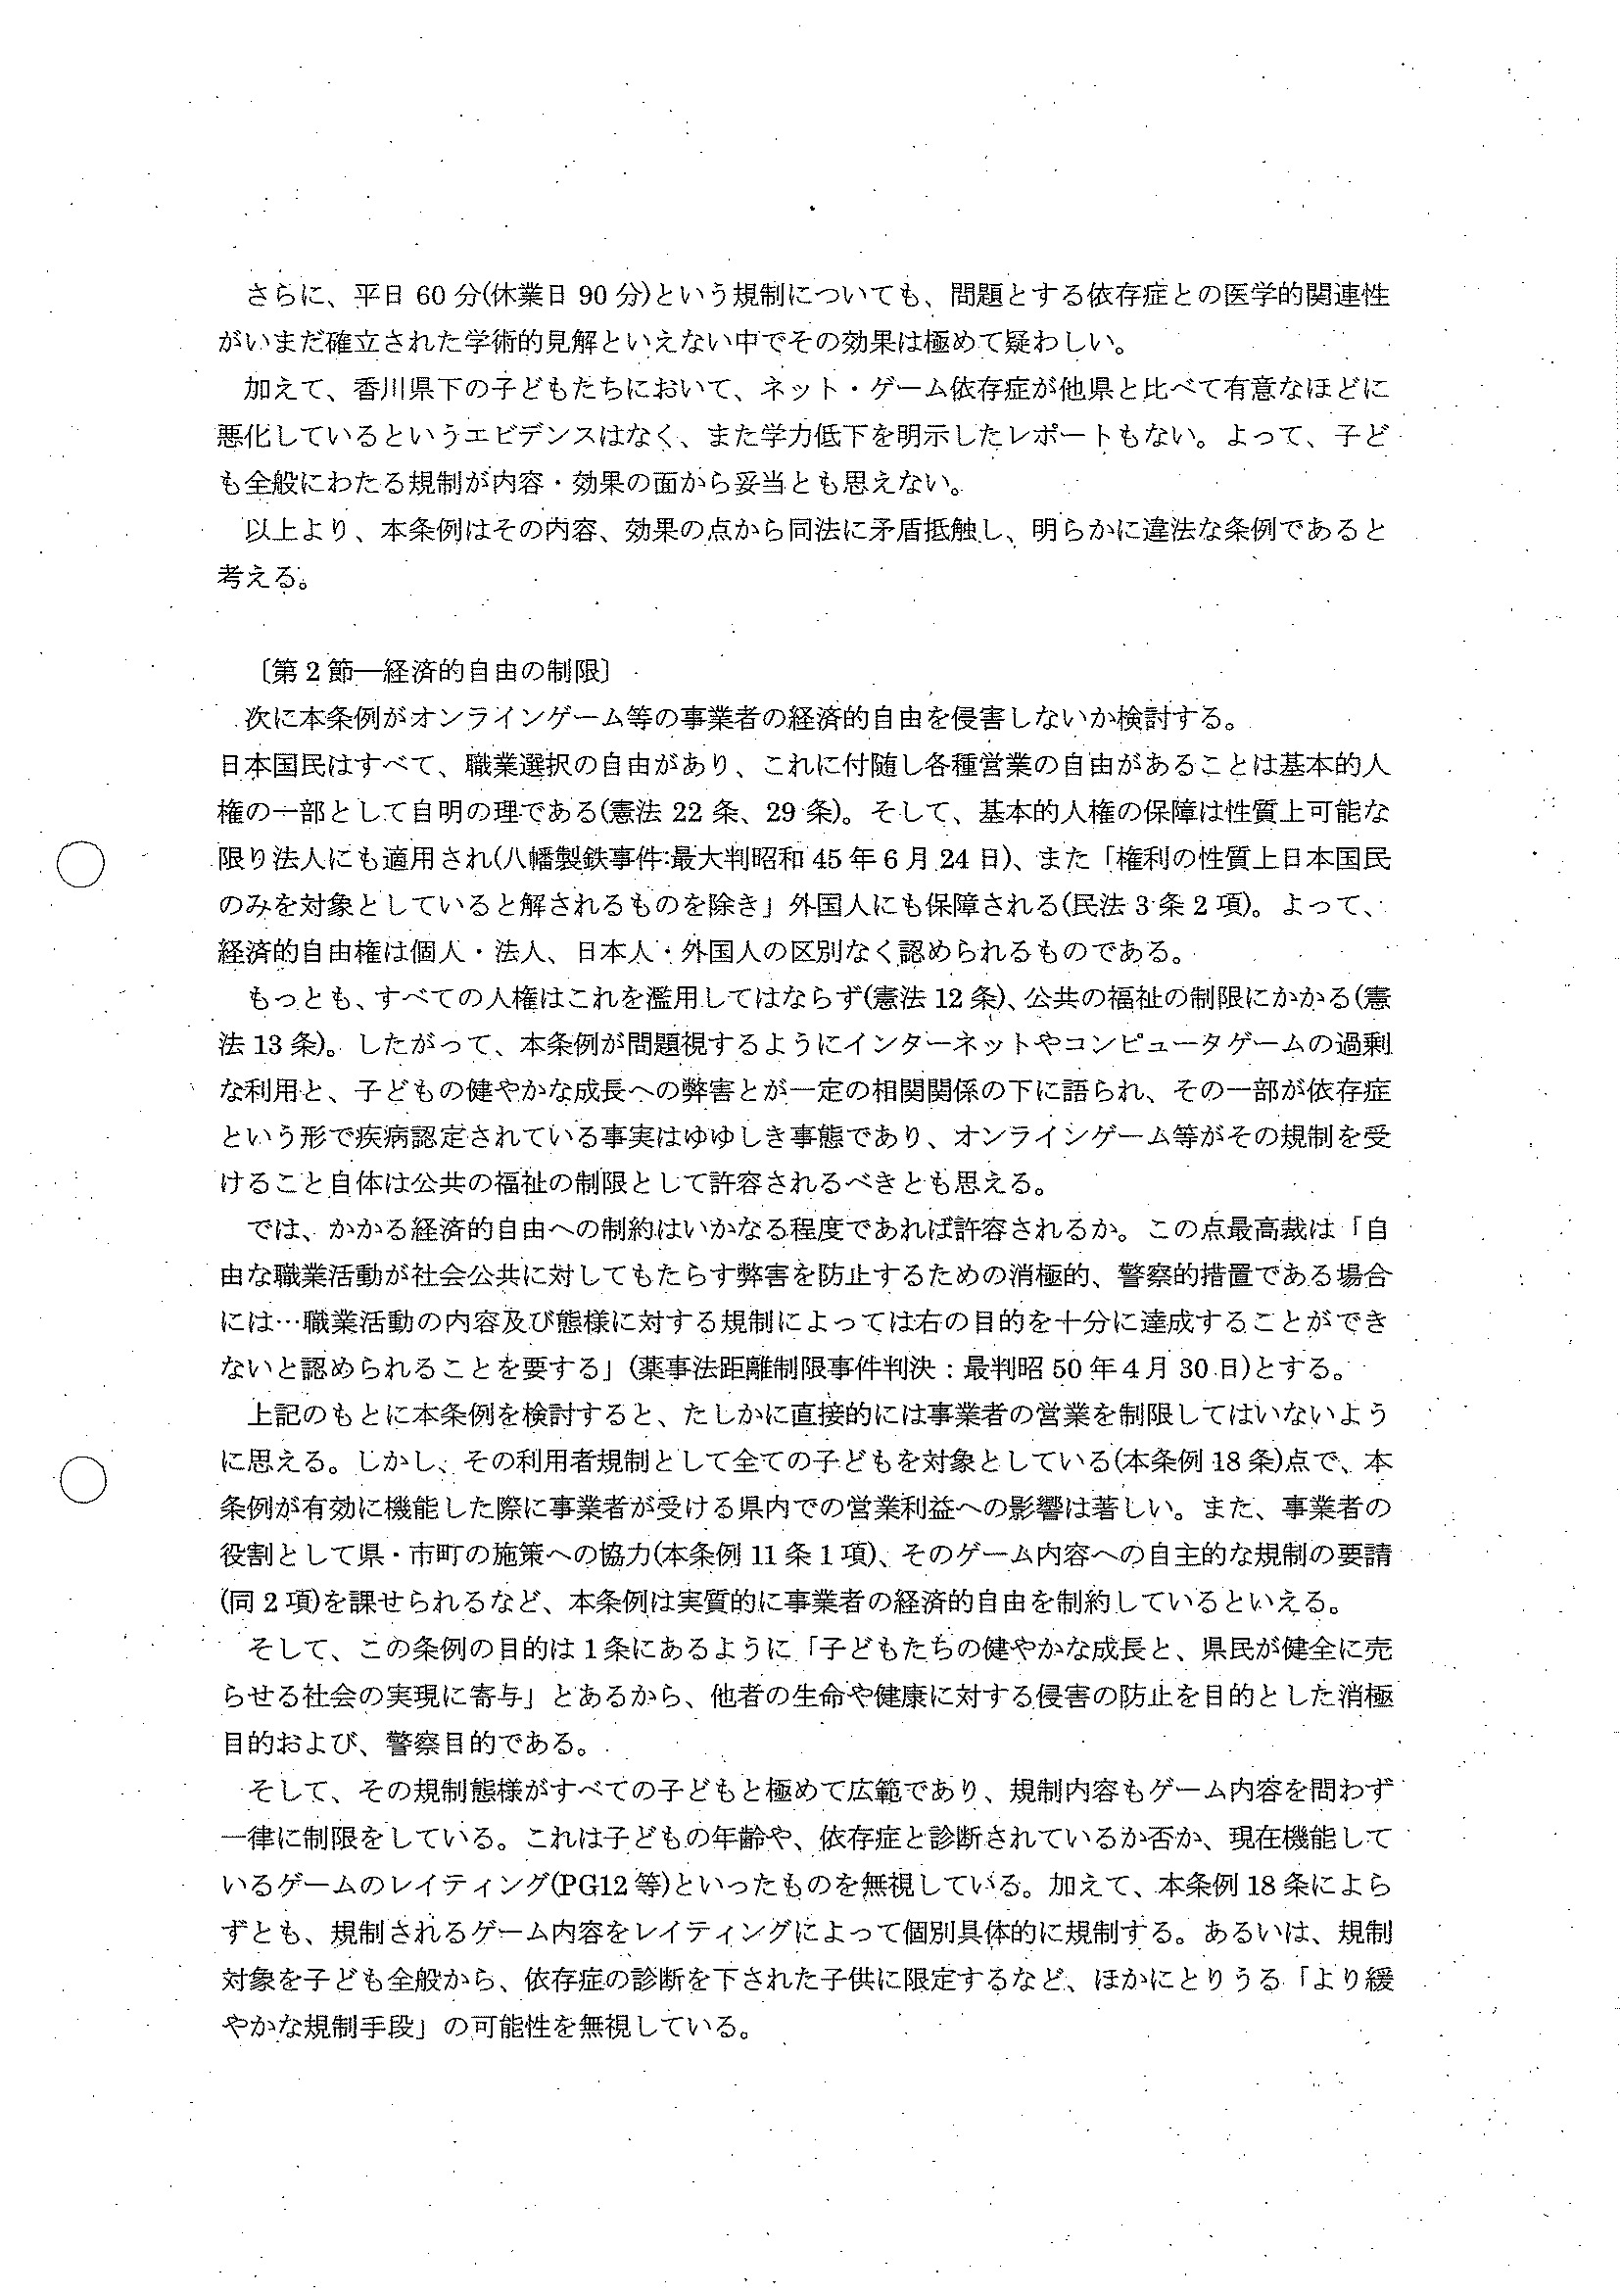 さらに、平日 60 分(休業日 90 分)という規制についても、問題とする依存症との医学的関連性
がいまだ確立された学術的見解といえない中でその効果は極めて疑わしい。
加えて、香川県下の子どもたちにおいて、ネット・ゲーム依存症が他県と比べて有意なほどに
悪化しているというエビデンスはなく、また学力低下を明示したレポートもない。よって、子ど
も全般にわたる規制が内容・効果の面から妥当とも思えない。
以上より、本条例はその内容、効果の点から同法に矛盾抵触し、明らかに違法な条例であると
考える。
〔第 2 節―経済的自由の制限〕
次に本条例がオンラインゲーム等の事業者の経済的自由を侵害しないか検討する。
日本国民はすべて、職業選択の自由があり、これに付随し各種営業の自由があることは基本的人
権の一部として自明の理である(憲法 22 条、29 条)。そして、基本的人権の保障は性質上可能な
限り法人にも適用され(八幡製鉄事件:最大判昭和 45 年 6 月 24 日)、また「権利の性質上日本国民
のみを対象としていると解されるものを除き」外国人にも保障される(民法 3 条 2 項)。よって、
経済的自由権は個人・法人、日本人・外国人の区別なく認められるものである。
もっとも、すべての人権はこれを濫用してはならず(憲法 12 条)、公共の福祉の制限にかかる(憲
法 13 条)。したがって、本条例が問題視するようにインターネットやコンピュータゲームの過剰
な利用と、子どもの健やかな成長への弊害とが一定の相関関係の下に語られ、その一部が依存症
という形で疾病認定されている事実はゆゆしき事態であり、オンラインゲーム等がその規制を受
けること自体は公共の福祉の制限として許容されるべきとも思える。
では、かかる経済的自由への制約はいかなる程度であれば許容されるか。この点最高裁は「自
由な職業活動が社会公共に対してもたらす弊害を防止するための消極的、警察的措置である場合
には…職業活動の内容及び態様に対する規制によっては右の目的を十分に達成することができ
ないと認められることを要する」(薬事法距離制限事件判決：最判昭 50 年 4 月 30 日)とする。
上記のもとに本条例を検討すると、たしかに直接的には事業者の営業を制限してはいないよう
に思える。しかし、その利用者規制として全ての子どもを対象としている(本条例 18 条)点で、本
条例が有効に機能した際に事業者が受ける県内での営業利益への影響は著しい。また、事業者の
役割として県・市町の施策への協力(本条例 11 条 1 項)、そのゲーム内容への自主的な規制の要請
(同 2 項)を課せられるなど、本条例は実質的に事業者の経済的自由を制約しているといえる。
そして、この条例の目的は 1 条にあるように「子どもたちの健やかな成長と、県民が健全に売
らせる社会の実現に寄与」とあるから、他者の生命や健康に対する侵害の防止を目的とした消極
目的および、警察目的である。
そして、その規制態様がすべての子どもと極めて広範であり、規制内容もゲーム内容を問わず
一律に制限をしている。これは子どもの年齢や、依存症と診断されているか否か、現在機能して
いるゲームのレイティング(PG12 等)といったものを無視している。加えて、本条例 18 条によら
ずとも、規制されるゲーム内容をレイティングによって個別具体的に規制する。あるいは、規制
対象を子ども全般から、依存症の診断を下された子供に限定するなど、ほかにとりうる「より緩
やかな規制手段」の可能性を無視している。